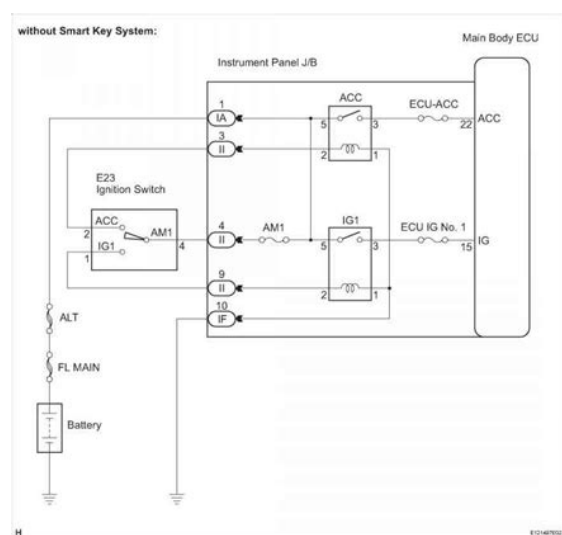 without Smart Key System:
Main Body ECU
Instrument Panel J/B
1
IA
ACC
5
3
2
1
ECU-ACC
22
ACC
3
II
E23
Ignition Switch
ACC
2
AM1
4
IG1
1
4
II
AM1
IG1
5
3
2
1
ECU IG No. 1
15
IG
9
II
10
IF
ALT
FL MAIN
Battery
H